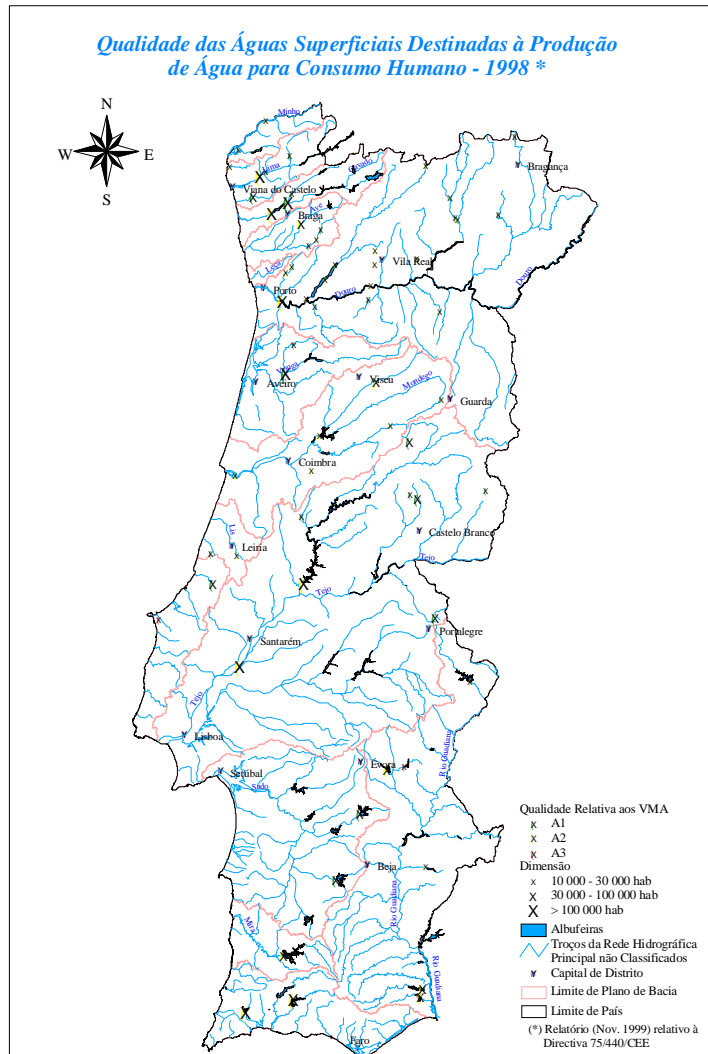 Qualidade das Águas Superficiais Destinadas à Produção
de Água para Consumo Humano - 1998 *
N
W E
S
Minho
Bragança
Lima
Cavado
Viana do Castelo
Ave
Braga
Leça
Vila Real
Douro
Porto
Douro
Vouga
Aveiro
Viseu
Mondego
Guarda
Coimbra
Castelo Branco
Lis
Leiria
Tejo
Tejo
Portalegre
Santarém
Tejo
Lisboa
Rio Guadiana
Évora
Setúbal
Sado
Beja
Rio Guadiana
Mira
Rio Guadiana
Faro
Qualidade Relativa aos VMA
A1
A2
A3
Dimensão
10 000 - 30 000 hab
30 000 - 100 000 hab
> 100 000 hab
Albufeiras
Troços da Rede Hidrográfica
Principal não Classificados
Capital de Distrito
Limite de Plano de Bacia
Limite de País
(*) Relatório (Nov. 1999) relativo à
Directiva 75/440/CEE